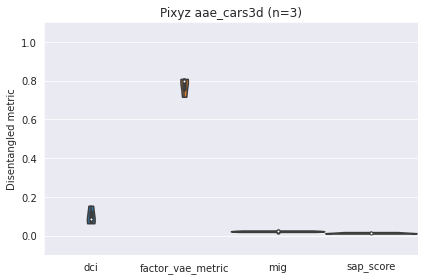 Pixyz aae_cars3d (n=3)
1.0
0.8
0.6
0.4
0.2
0.0
Disentangled metric
dci factor_vae_metric mig sap_score